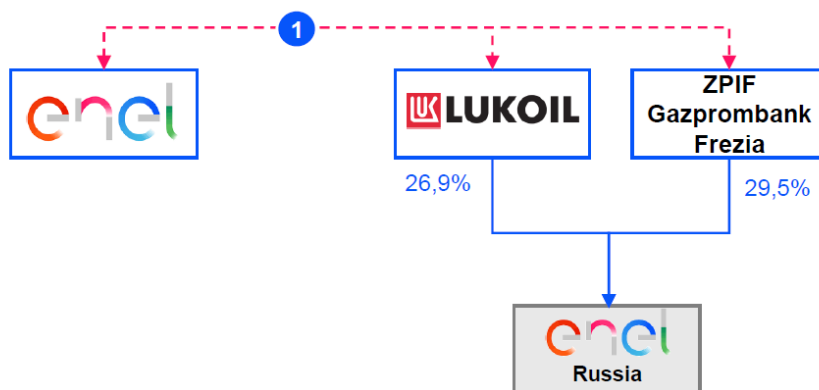 1
enel
LUKOIL
ZPIF
Gazprombank
Frezia
26,9%
29,5%
enel
Russia